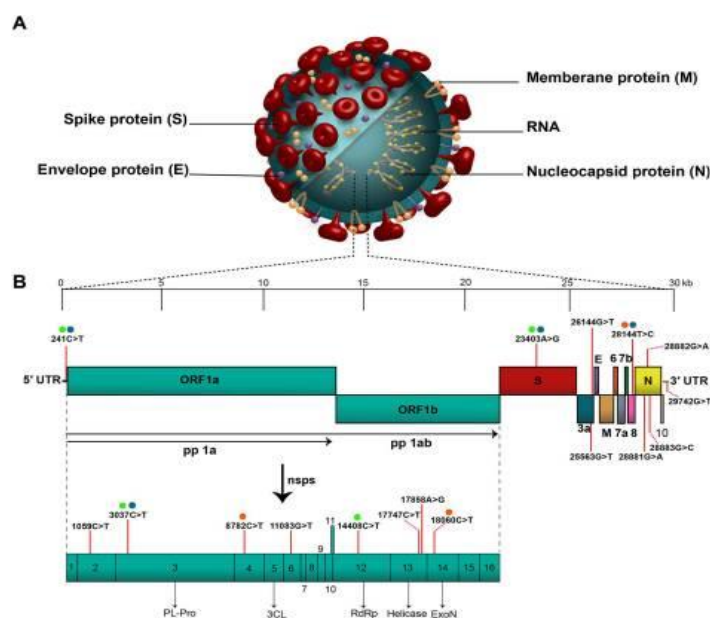 A
Memberane protein (M)
Spike protein (S)
RNA
Envelope protein (E)
Nucleocapsid protein (N)
B
0 5 10 15 20 25 30 kb
241C>T
23403A>G
26144G>T
28144T>C
28882G>A
5' UTR
ORF1a
S
E
6 7b
N
3' UTR
29742G>T
ORF1b
3a
M
7a
8
10
28883G>C
pp 1a
pp 1ab
25563G>T
28881G>A
nsps
1059C>T
3037C>T
8782C>T
11083G>T
11
14408C>T
17747C>T
17858A>G
18060C>T
9
1 2 3 4 5 6 8 12 13 14 15 16
7 10
PL-Pro
3CL
RdRp
Helicase
ExoN